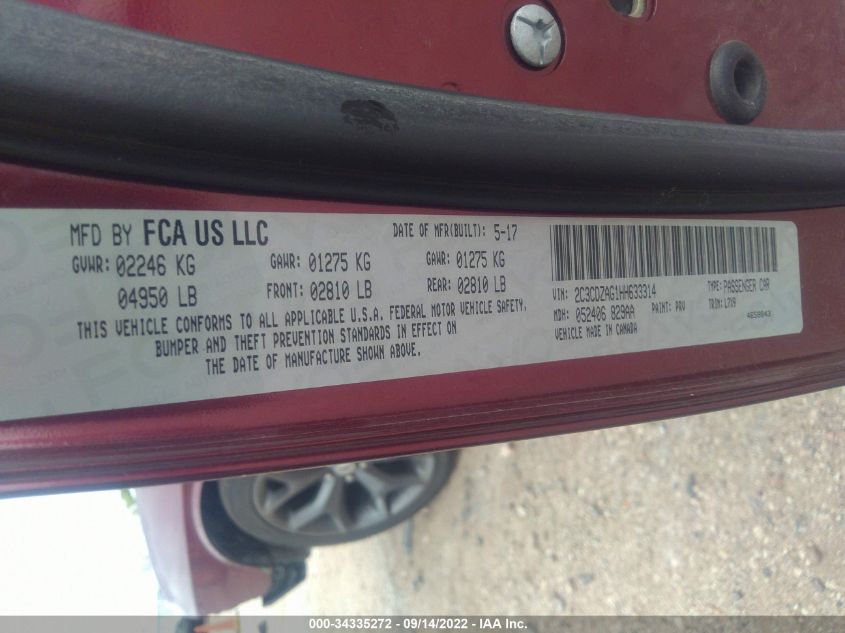 MFD BY FCA US LLC
DATE OF MFR(BUILT): 5-17
GVWR: 02246 KG
GAWR: 01275 KG
GAWR: 01275 KG
04950 LB
FRONT: 02810 LB
REAR: 02810 LB
THIS VEHICLE CONFORMS TO ALL APPLICABLE U.S.A. FEDERAL MOTOR VEHICLE SAFETY,
BUMPER AND THEFT PREVENTION STANDARDS IN EFFECT ON
THE DATE OF MANUFACTURE SHOWN ABOVE.
VIN: 2C3CDZAG1HH633314
TYPE: PASSENGER CAR
MDH: 052406 829AA
PAINT: PRV
TRIM: L7X9
VEHICLE MADE IN CANADA
4658043
000-34335272 - 09/14/2022 - IAA Inc.